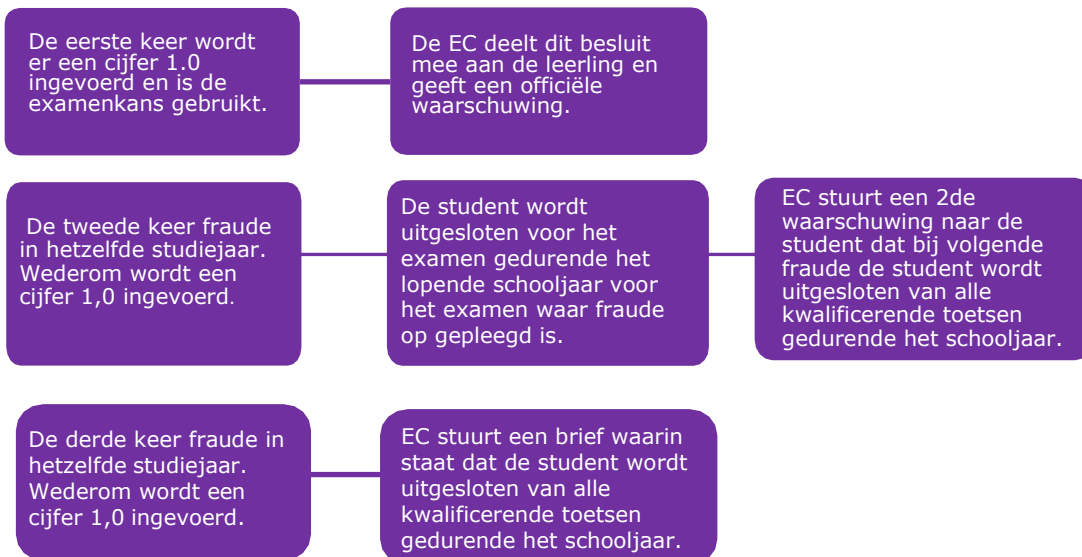 De eerste keer wordt
er een cijfer 1.0
ingevoerd en is de
examenkans gebruikt.
De EC deelt dit besluit
mee aan de leerling en
geeft een officiële
waarschuwing.
De tweede keer fraude
in hetzelfde studiejaar.
Wederom wordt een
cijfer 1,0 ingevoerd.
De student wordt
uitgesloten voor het
examen gedurende het
lopende schooljaar voor
het examen waar fraude
op gepleegd is.
EC stuurt een 2de
waarschuwing naar de
student dat bij volgende
fraude de student wordt
uitgesloten van alle
kwalificerende toetsen
gedurende het schooljaar.
De derde keer fraude in
hetzelfde studiejaar.
Wederom wordt een
cijfer 1,0 ingevoerd.
EC stuurt een brief waarin
staat dat de student wordt
uitgesloten van alle
kwalificerende toetsen
gedurende het schooljaar.